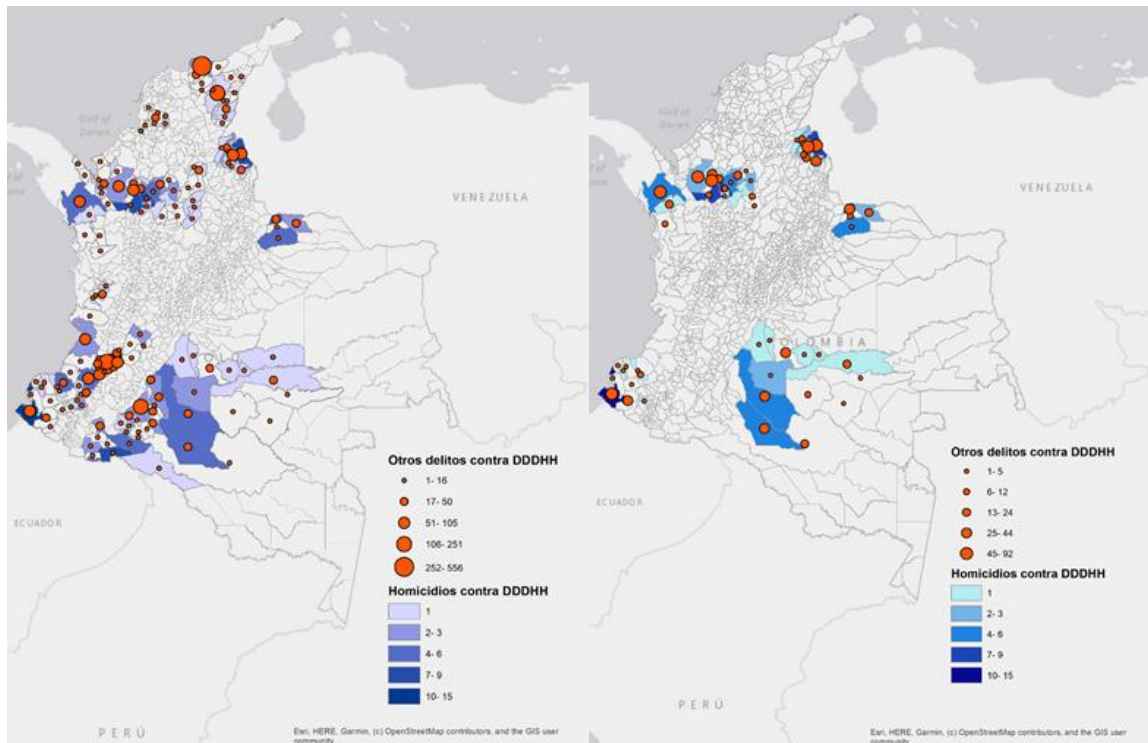 Gulf of
Darien
VENEZUELA
ECUADOR
PERÚ
Otros delitos contra DDDHH
1- 16
17- 50
51- 105
106- 251
252- 556
Homicidios contra DDDHH
1
2- 3
4- 6
7- 9
10- 15
Esri, HERE, Garmin, (c) OpenStreetMap contributors, and the GIS user
community
Gulf of
Darien
VENEZUELA
OLOMBIA
ECUADOR
PERÚ
Otros delitos contra DDDHH
1- 5
6- 12
13- 24
25- 44
45- 92
Homicidios contra DDDHH
1
2- 3
4- 6
7- 9
10- 15
Esri, HERE, Garmin, (c) OpenStreetMap contributors, and the GIS user
community